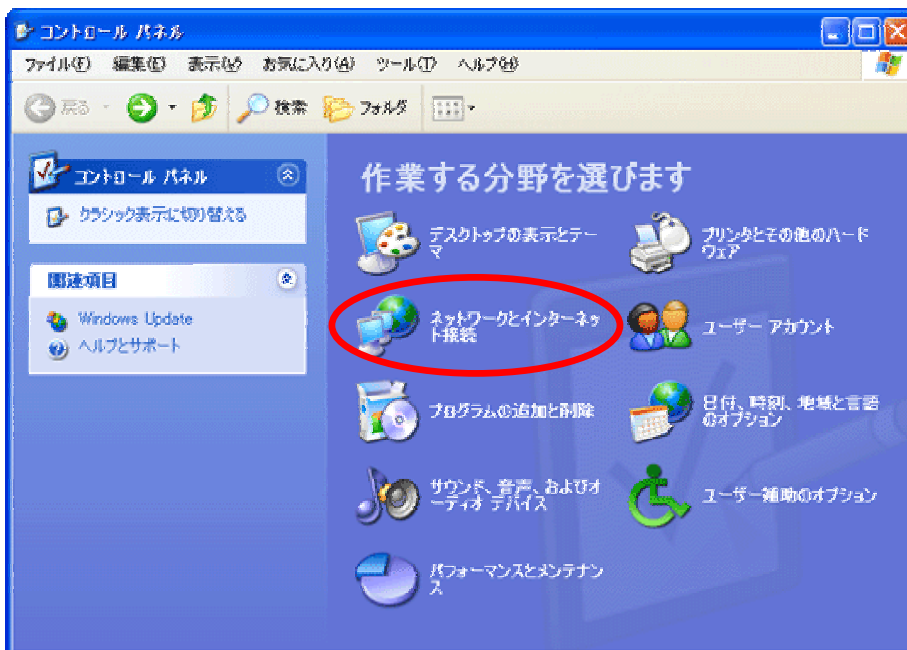 コントロール パネル
ファイル(F) 編集(E) 表示(V) お気に入り(A) ツール(T) ヘルプ(H)
戻る 検索 フォルダ
コントロール パネル
クラシック表示に切り替える
関連項目
Windows Update
ヘルプとサポート
作業する分野を選びます
デスクトップの表示とテー
マ
プリンタとその他のハード
ウェア
ネットワークとインターネッ
ト接続
ユーザー アカウント
プログラムの追加と削除
日付、時刻、地域と言語
のオプション
サウンド、音声、およびオ
ーディオ デバイス
ユーザー補助のオプション
パフォーマンスとメンテナン
ス